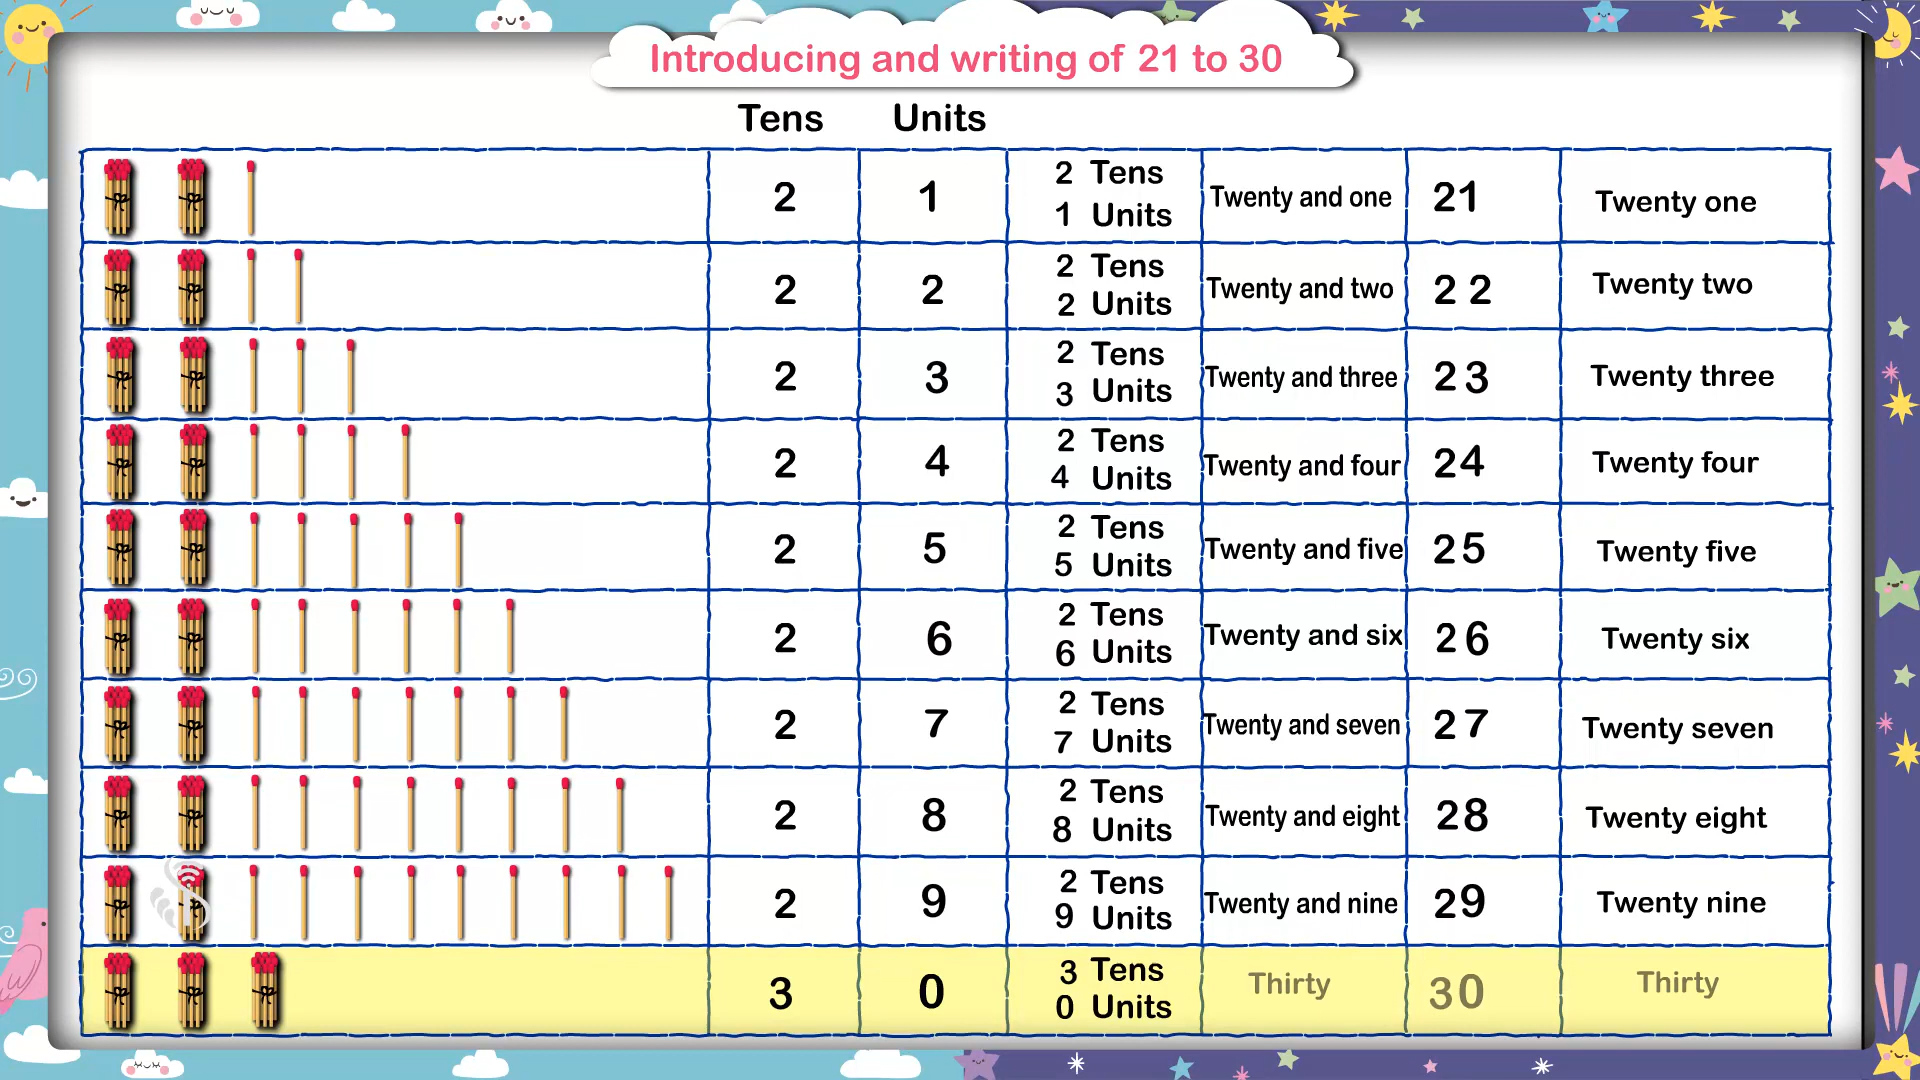 Introducing and writing of 21 to 30
Tens Units
2 1 2 Tens 1 Units Twenty and one 21 Twenty one
2 2 2 Tens 2 Units Twenty and two 22 Twenty two
2 3 2 Tens 3 Units Twenty and three 23 Twenty three
2 4 2 Tens 4 Units Twenty and four 24 Twenty four
2 5 2 Tens 5 Units Twenty and five 25 Twenty five
2 6 2 Tens 6 Units Twenty and six 26 Twenty six
2 7 2 Tens 7 Units Twenty and seven 27 Twenty seven
2 8 2 Tens 8 Units Twenty and eight 28 Twenty eight
2 9 2 Tens 9 Units Twenty and nine 29 Twenty nine
3 0 3 Tens 0 Units Thirty 30 Thirty